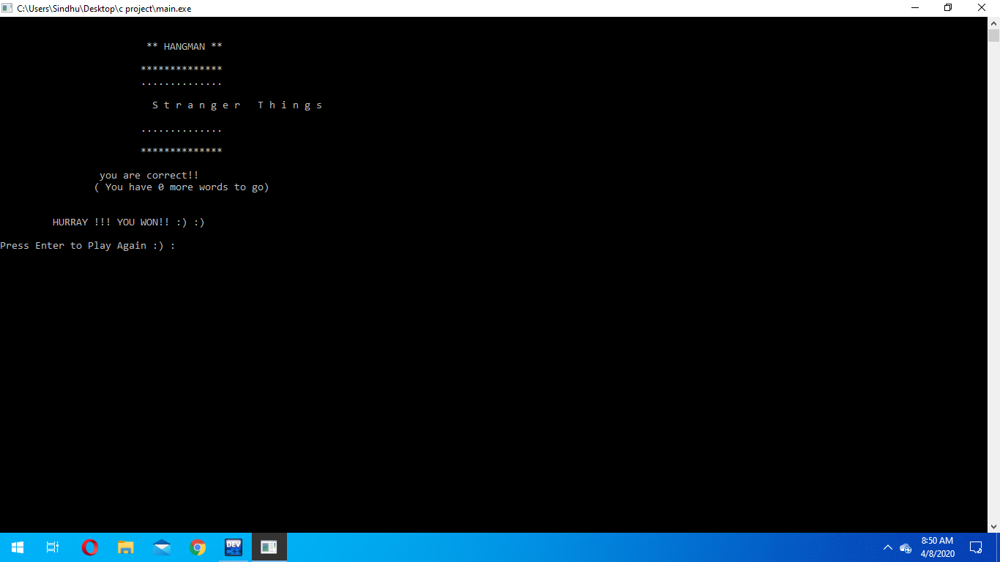 C:\Users\Sindhu\Desktop\c project\main.exe
** HANGMAN **
**************
..............
S t r a n g e r   T h i n g s
..............
**************
you are correct!!
( You have 0 more words to go)
HURRAY !!! YOU WON!! :) :)
Press Enter to Play Again :) :
DEV
C++
8:50 AM
4/8/2020